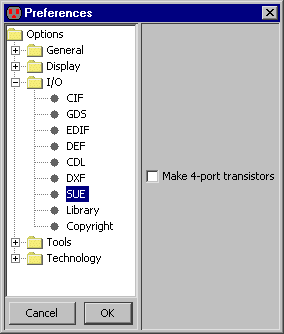 Preferences
Options
General
Display
I/O
CIF
GDS
EDIF
DEF
CDL
DXF
SUE
Library
Copyright
Tools
Technology
Make 4-port transistors
Cancel
OK